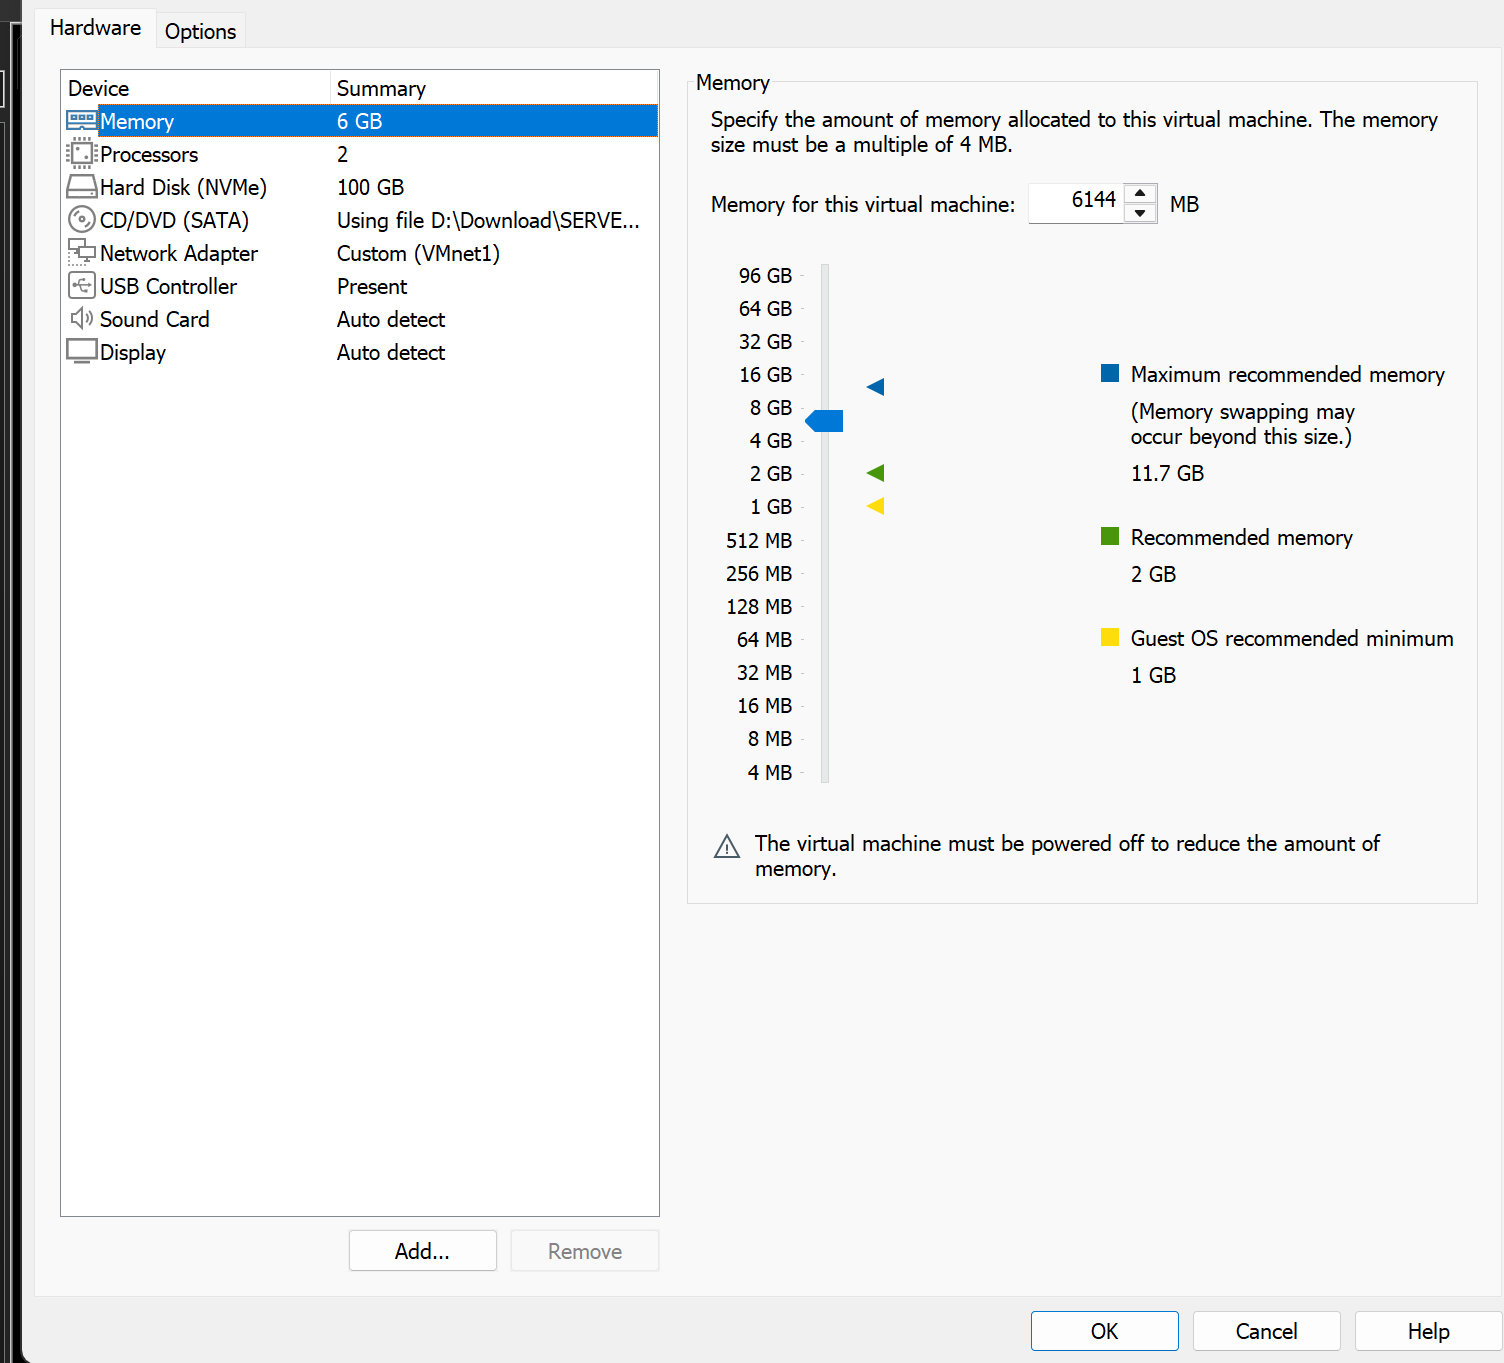 Hardware
Options
Device Summary
Memory 6 GB
Processors 2
Hard Disk (NVMe) 100 GB
CD/DVD (SATA) Using file D:\Download\SERVE...
Network Adapter Custom (VMnet1)
USB Controller Present
Sound Card Auto detect
Display Auto detect
Add...
Remove
Memory
Specify the amount of memory allocated to this virtual machine. The memory
size must be a multiple of 4 MB.
Memory for this virtual machine: 6144 MB
96 GB
64 GB
32 GB
16 GB
8 GB
4 GB
2 GB
1 GB
512 MB
256 MB
128 MB
64 MB
32 MB
16 MB
8 MB
4 MB
Maximum recommended memory
(Memory swapping may
occur beyond this size.)
11.7 GB
Recommended memory
2 GB
Guest OS recommended minimum
1 GB
The virtual machine must be powered off to reduce the amount of
memory.
OK
Cancel
Help